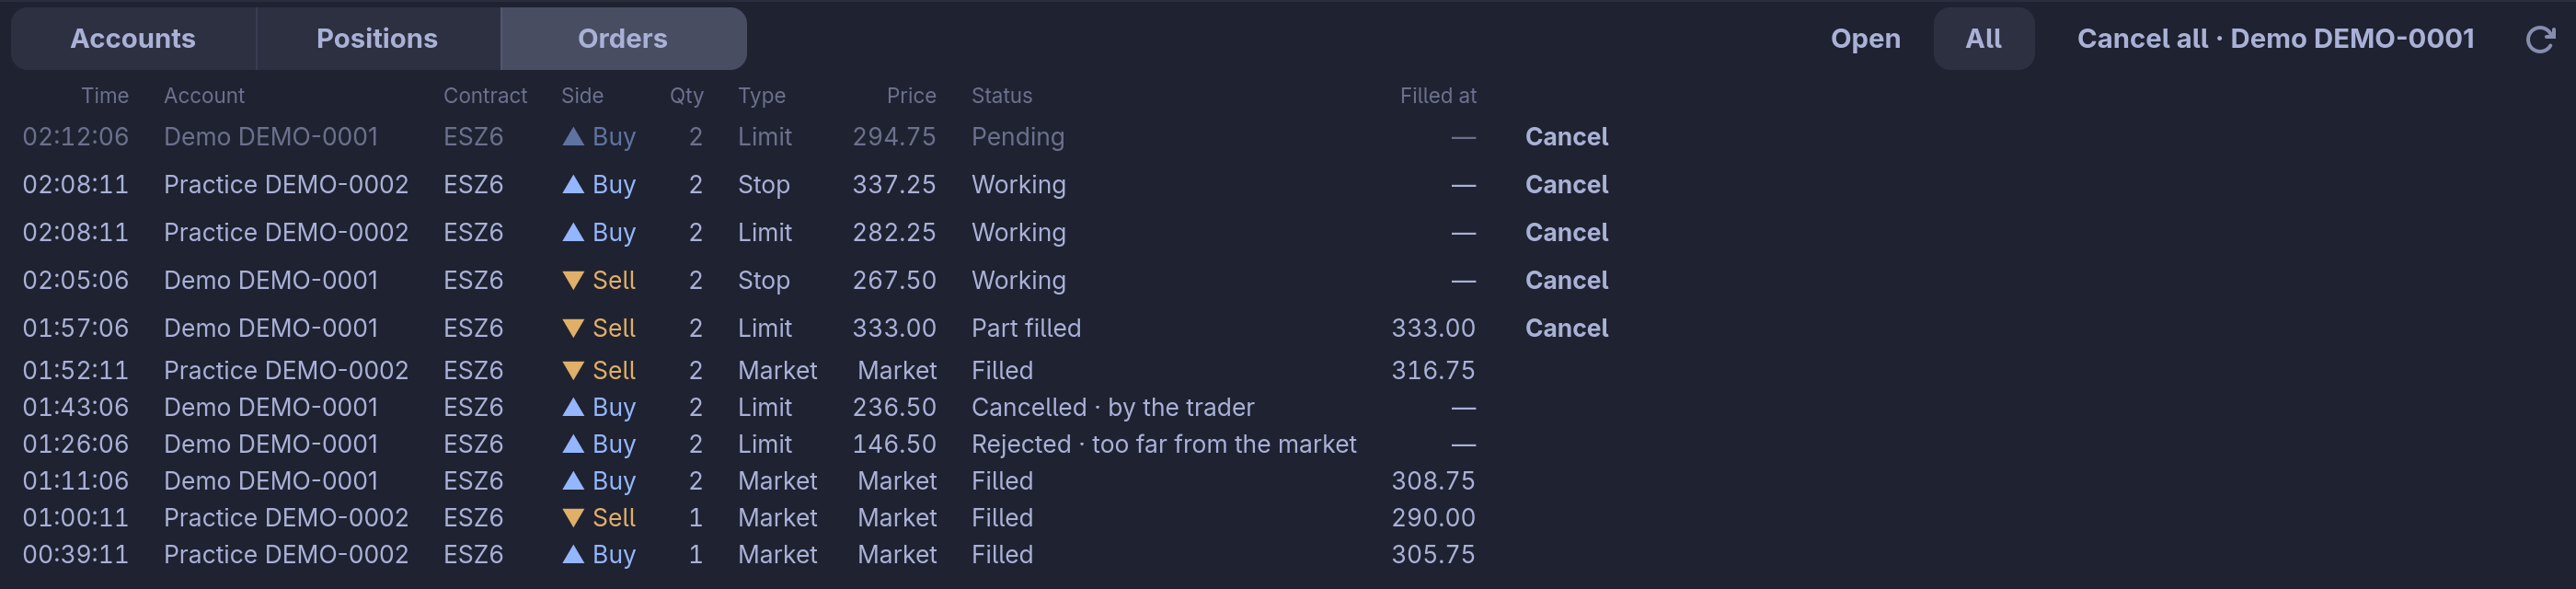 Accounts Positions Orders Open All Cancel all · Demo DEMO-0001
Time Account Contract Side Qty Type Price Status Filled at
02:12:06 Demo DEMO-0001 ESZ6 ▲ Buy 2 Limit 294.75 Pending — Cancel
02:08:11 Practice DEMO-0002 ESZ6 ▲ Buy 2 Stop 337.25 Working — Cancel
02:08:11 Practice DEMO-0002 ESZ6 ▲ Buy 2 Limit 282.25 Working — Cancel
02:05:06 Demo DEMO-0001 ESZ6 ▼ Sell 2 Stop 267.50 Working — Cancel
01:57:06 Demo DEMO-0001 ESZ6 ▼ Sell 2 Limit 333.00 Part filled 333.00 Cancel
01:52:11 Practice DEMO-0002 ESZ6 ▼ Sell 2 Market Market Filled 316.75
01:43:06 Demo DEMO-0001 ESZ6 ▲ Buy 2 Limit 236.50 Cancelled · by the trader —
01:26:06 Demo DEMO-0001 ESZ6 ▲ Buy 2 Limit 146.50 Rejected · too far from the market —
01:11:06 Demo DEMO-0001 ESZ6 ▲ Buy 2 Market Market Filled 308.75
01:00:11 Practice DEMO-0002 ESZ6 ▼ Sell 1 Market Market Filled 290.00
00:39:11 Practice DEMO-0002 ESZ6 ▲ Buy 1 Market Market Filled 305.75